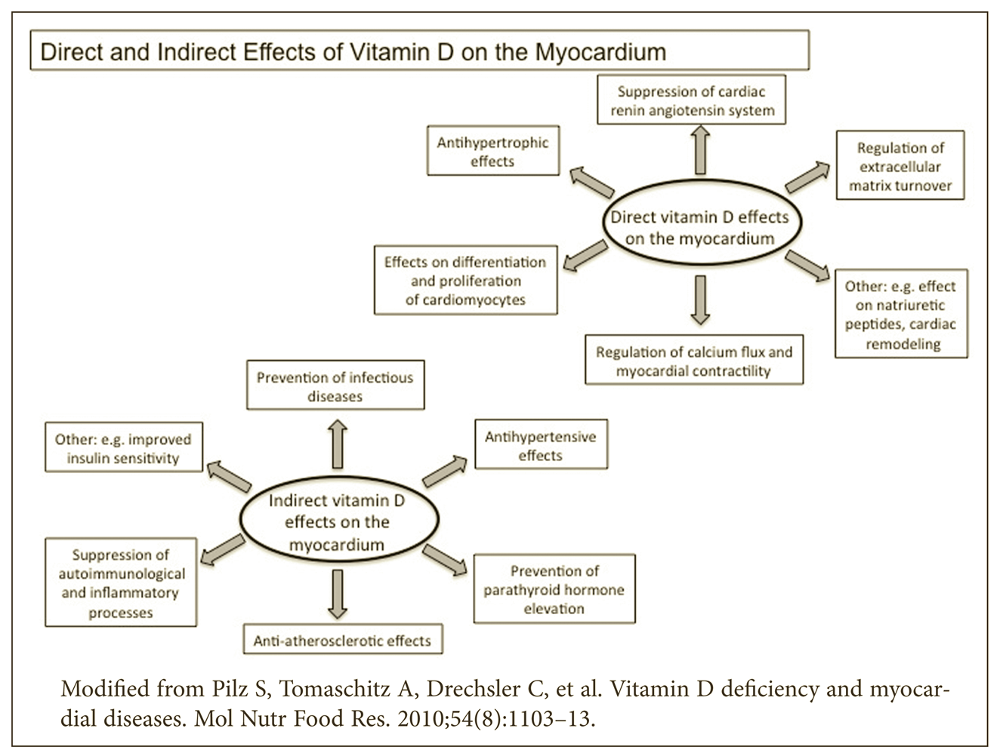 Direct and Indirect Effects of Vitamin D on the Myocardium
Suppression of cardiac
renin angiotensin system
Antihypertrophic
effects
Regulation of
extracellular
matrix turnover
Direct vitamin D effects
on the myocardium
Effects on differentiation
and proliferation
of cardiomyocytes
Other: e.g. effect
on natriuretic
peptides, cardiac
remodeling
Regulation of calcium flux and
myocardial contractility
Prevention of infectious
diseases
Other: e.g. improved
insulin sensitivity
Antihypertensive
effects
Indirect vitamin D
effects on the
myocardium
Suppression of
autoimmunological
and inflammatory
processes
Prevention of
parathyroid hormone
elevation
Anti-atherosclerotic effects
Modified from Pilz S, Tomaschitz A, Drechsler C, et al. Vitamin D deficiency and myocar-
dial diseases. Mol Nutr Food Res. 2010;54(8):1103–13.